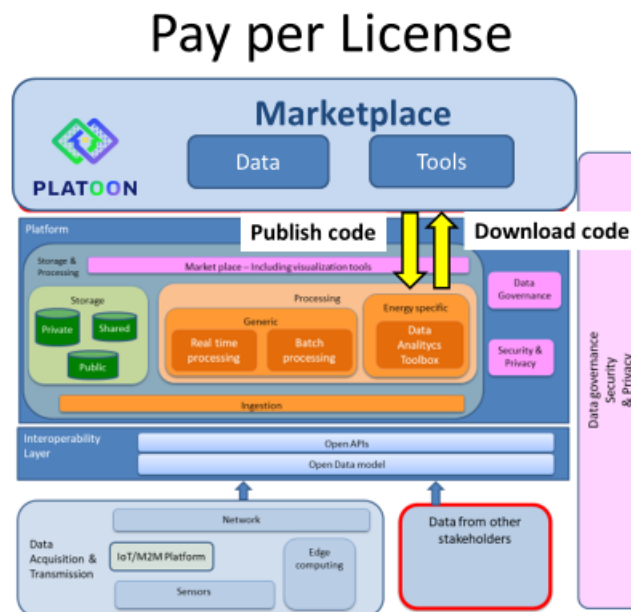 Pay per License
Marketplace
PLATOON
Data
Tools
Publish code
Download code
Platform
Storage &
Processing
Market place – Including visualization tools
Storage
Private
Shared
Public
Processing
Generic
Real time
processing
Batch
processing
Energy specific
Data
Analitycs
Toolbox
Ingestion
Data
Governance
Security &
Privacy
Data governance
Security
& Privacy
Interoperability
Layer
Open APIs
Open Data model
Data
Acquisition &
Transmission
Network
IoT/M2M Platform
Sensors
Edge
computing
Data from other
stakeholders